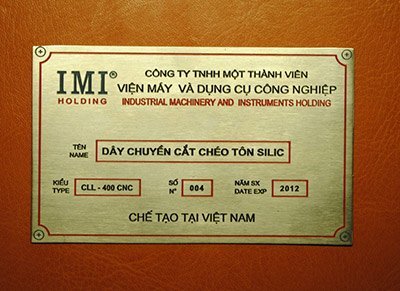 IMI®
HOLDING
CÔNG TY TNHH MỘT THÀNH VIÊN
VIỆN MÁY VÀ DỤNG CỤ CÔNG NGHIỆP
INDUSTRIAL MACHINERY AND INSTRUMENTS HOLDING
TÊN
NAME
DÂY CHUYỀN CẮT CHÉO TÔN SILIC
KIỂU
TYPE
CLL - 400 CNC
SỐ
N°
004
NĂM SX
DATE EXP
2012
CHẾ TẠO TẠI VIỆT NAM